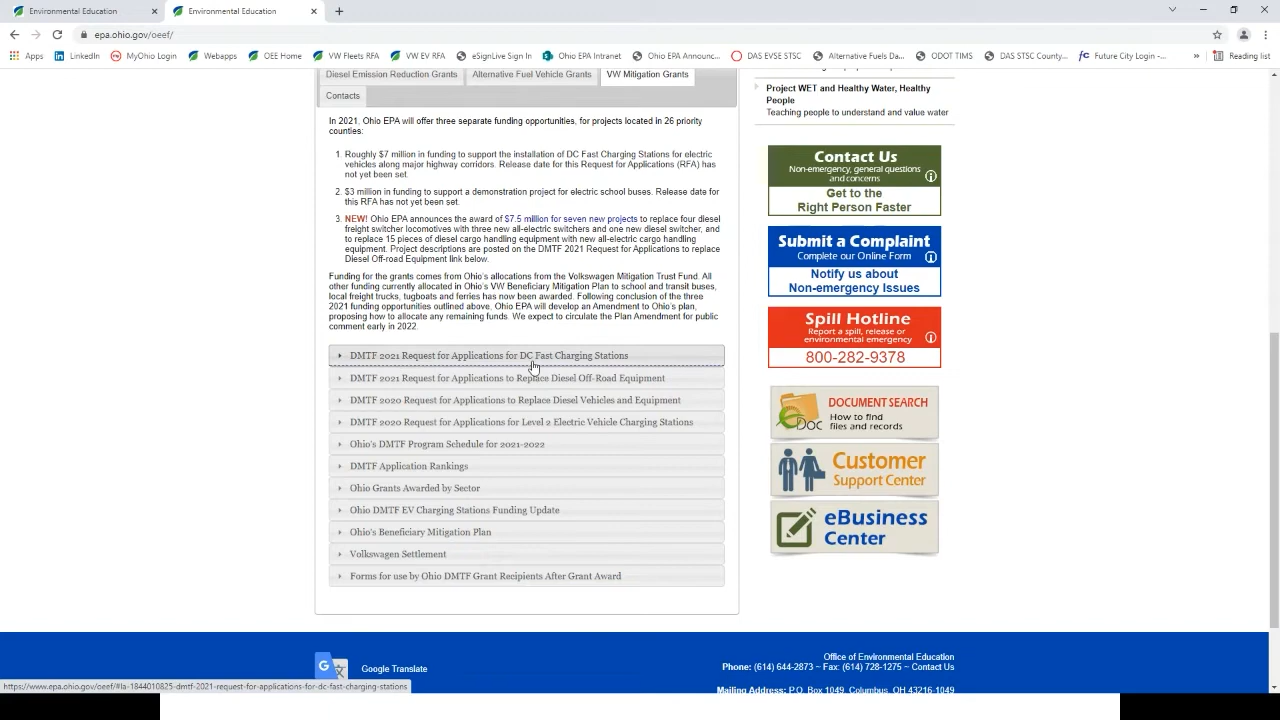 Environmental Education
Environmental Education
epa.ohio.gov/oeef/
Apps
LinkedIn
MyOhio Login
Webapps
OEE Home
VW Fleets RFA
VW EV RFA
eSignLive Sign In
Ohio EPA Intranet
Ohio EPA Announce...
DAS EVSE STSC
Alternative Fuels Da...
ODOT TIMS
DAS STSC County...
Future City Login -...
»
Reading list
Diesel Emission Reduction Grants
Alternative Fuel Vehicle Grants
VW Mitigation Grants
Contacts
In 2021, Ohio EPA will offer three separate funding opportunities, for projects located in 26 priority
counties:
1. Roughly $7 million in funding to support the installation of DC Fast Charging Stations for electric
vehicles along major highway corridors. Release date for this Request for Applications (RFA) has
not yet been set.
2. $3 million in funding to support a demonstration project for electric school buses. Release date for
this RFA has not yet been set.
3. NEW! Ohio EPA announces the award of $7.5 million for seven new projects to replace four diesel
freight switcher locomotives with three new all-electric switchers and one new diesel switcher, and
to replace 15 pieces of diesel cargo handling equipment with new all-electric cargo handling
equipment. Project descriptions are posted on the DMTF 2021 Request for Applications to replace
Diesel Off-road Equipment link below.
Funding for the grants comes from Ohio's allocations from the Volkswagen Mitigation Trust Fund. All
other funding currently allocated in Ohio's VW Beneficiary Mitigation Plan to school and transit buses,
local freight trucks, tugboats and ferries has now been awarded. Following conclusion of the three
2021 funding opportunities outlined above, Ohio EPA will develop an Amendment to Ohio's plan,
proposing how to allocate any remaining funds. We expect to circulate the Plan Amendment for public
comment early in 2022.
DMTF 2021 Request for Applications for DC Fast Charging Stations
DMTF 2021 Request for Applications to Replace Diesel Off-Road Equipment
DMTF 2020 Request for Applications to Replace Diesel Vehicles and Equipment
DMTF 2020 Request for Applications for Level 2 Electric Vehicle Charging Stations
Ohio's DMTF Program Schedule for 2021-2022
DMTF Application Rankings
Ohio Grants Awarded by Sector
Ohio DMTF EV Charging Stations Funding Update
Ohio's Beneficiary Mitigation Plan
Volkswagen Settlement
Forms for use by Ohio DMTF Grant Recipients After Grant Award
Project WET and Healthy Water, Healthy
People
Teaching people to understand and value water
Contact Us
Non-emergency, general questions
and concerns
Get to the
Right Person Faster
Submit a Complaint
Complete our Online Form
Notify us about
Non-emergency Issues
Spill Hotline
Report a spill, release or
environmental emergency
800-282-9378
eDOC
DOCUMENT SEARCH
How to find
files and records
Customer
Support Center
eBusiness
Center
G
Google Translate
Office of Environmental Education
Phone: (614) 644-2873 ~ Fax: (614) 728-1275 ~ Contact Us
Mailing Address: P.O. Box 1049, Columbus, OH 43216-1049
https://www.epa.ohio.gov/oeef/#la-1844010825-dmtf-2021-request-for-applications-for-dc-fast-charging-stations